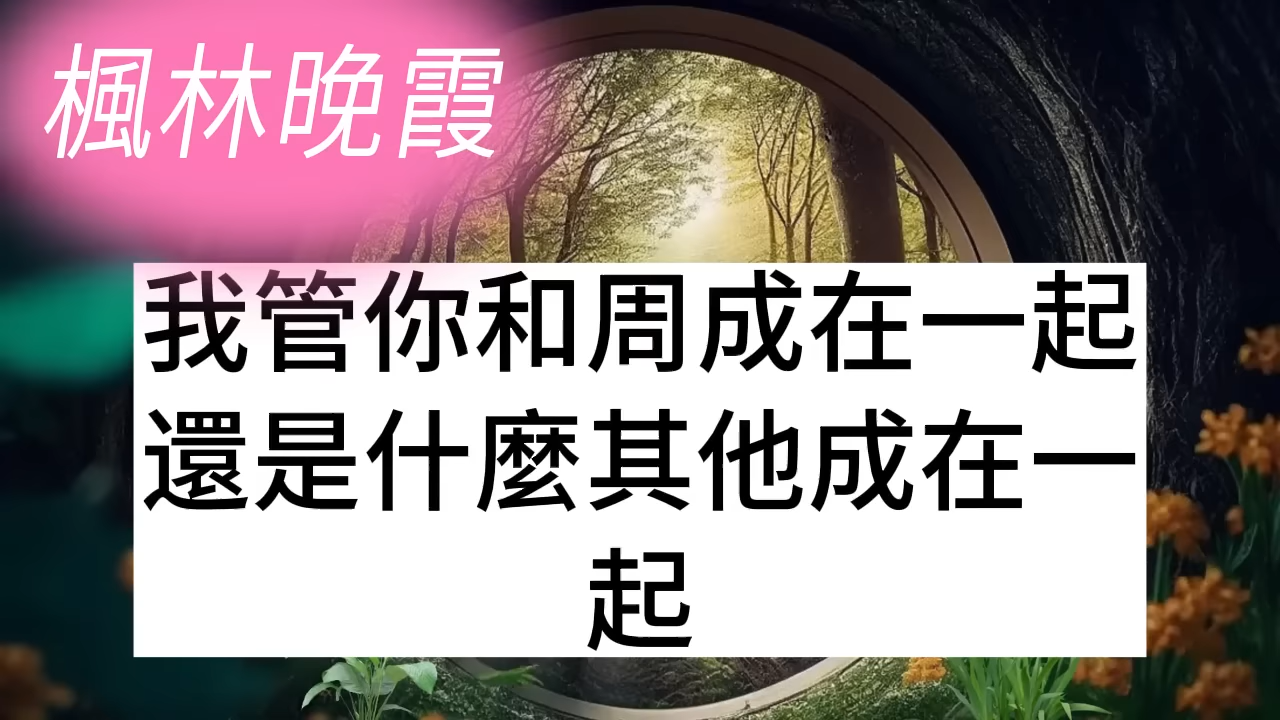 楓林晚霞
我管你和周成在一起
還是什麼其他成在一
起